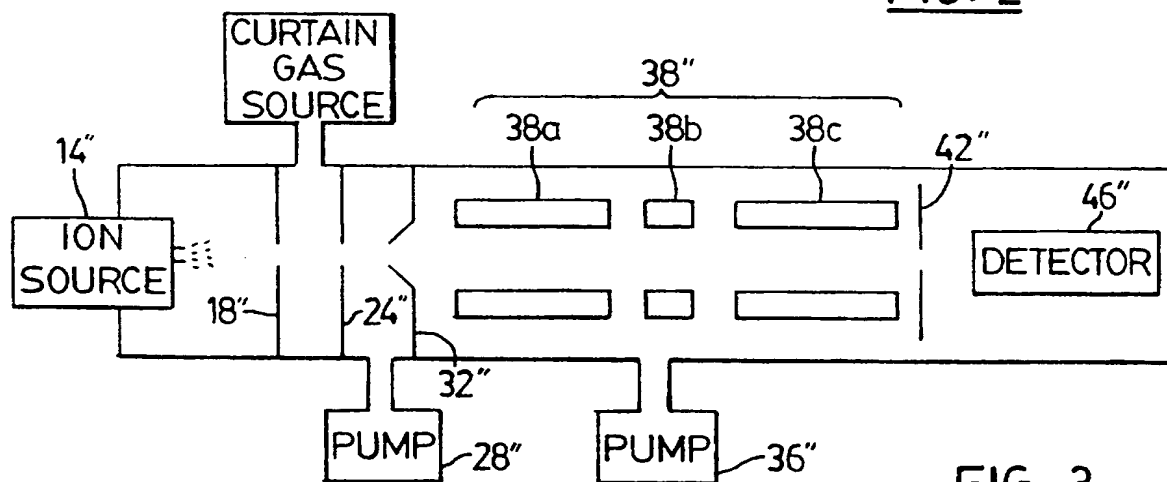 CURTAIN
GAS
SOURCE
38"
38a
38b
38c
42"
14"
46"
ION
SOURCE
DETECTOR
18"
24"
32"
PUMP
28"
PUMP
36"